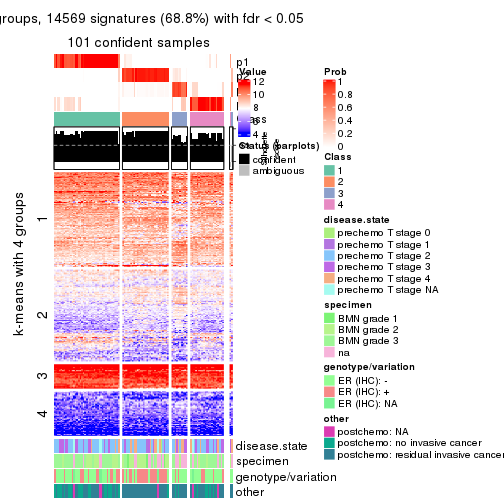 groups, 14569 signatures (68.8%) with fdr < 0.05
101 confident samples
p1
p2
Value
12
10
8
6
4
Prob
1
0.8
0.6
0.4
0.2
0
Status (barplots)
confident
ambiguous
Class
1
2
3
4
k-means with 4 groups
1
2
3
4
disease.state
prechemo T stage 0
prechemo T stage 1
prechemo T stage 2
prechemo T stage 3
prechemo T stage 4
prechemo T stage NA
specimen
BMN grade 1
BMN grade 2
BMN grade 3
na
genotype/variation
ER (IHC): -
ER (IHC): +
ER (IHC): NA
other
postchemo: NA
postchemo: no invasive cancer
postchemo: residual invasive cancer
disease.state
specimen
genotype/variation
other